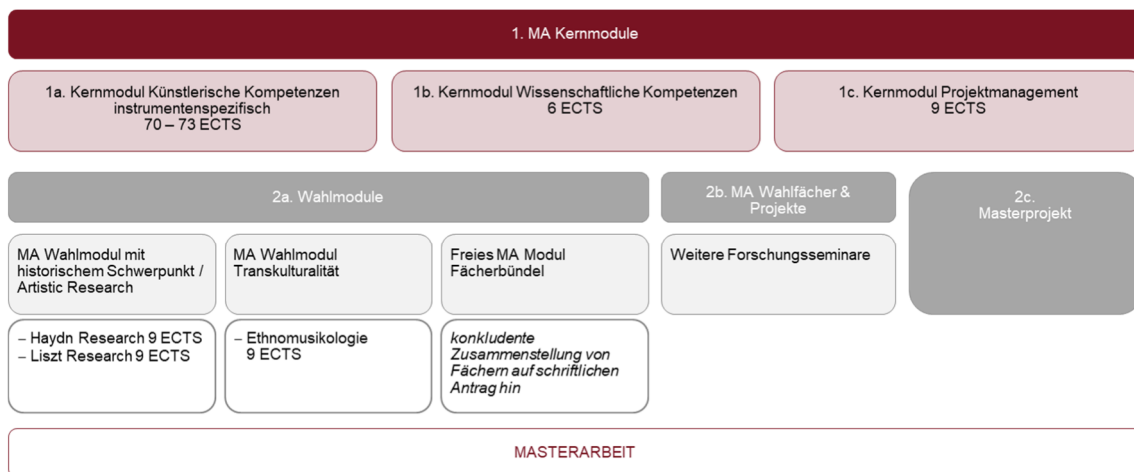 1. MA Kernmodule
1a. Kernmodul Künstlerische Kompetenzen
instrumentenspezifisch
70 – 73 ECTS
1b. Kernmodul Wissenschaftliche Kompetenzen
6 ECTS
1c. Kernmodul Projektmanagement
9 ECTS
2a. Wahlmodule
2b. MA Wahlfächer &
Projekte
2c.
Masterprojekt
MA Wahlmodul mit
historischem Schwerpunkt /
Artistic Research
MA Wahlmodul
Transkulturalität
Freies MA Modul
Fächerbündel
Weitere Forschungsseminare
– Haydn Research 9 ECTS
– Liszt Research 9 ECTS
– Ethnomusikologie
9 ECTS
konkludente
Zusammenstellung von
Fächern auf schriftlichen
Antrag hin
MASTERARBEIT